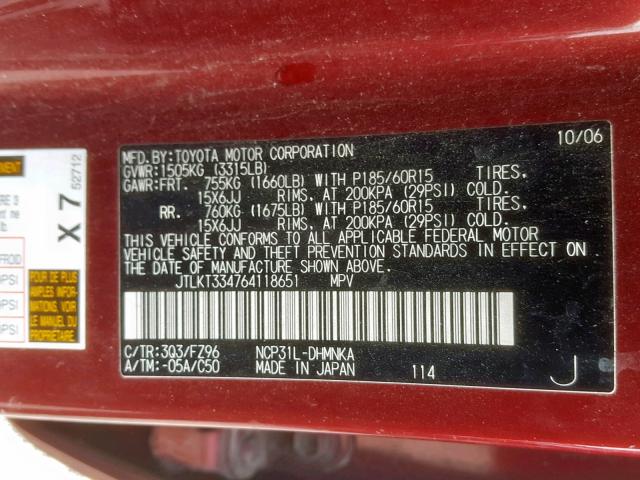 10/06
MFD.BY:TOYOTA MOTOR CORPORATION
GVWR:1505KG (3315LB)
GAWR:FRT. 755KG (1660LB) WITH P185/60R15 TIRES,
15X6JJ RIMS, AT 200KPA (29PSI) COLD.
RR. 760KG (1675LB) WITH P185/60R15 TIRES,
15X6JJ RIMS, AT 200KPA (29PSI) COLD.
THIS VEHICLE CONFORMS TO ALL APPLICABLE FEDERAL MOTOR
VEHICLE SAFETY AND THEFT PREVENTION STANDARDS IN EFFECT ON
THE DATE OF MANUFACTURE SHOWN ABOVE.
JTLKT334764118651 MPV
C/TR:3Q3/FZ96 NCP31L-DHMNKA
A/TM:-05A/C50 MADE IN JAPAN 114 J
X 7
52712
POUR DE PLUS
AMPLES INFOR-
MATIONS, VOIR
LE MANUEL